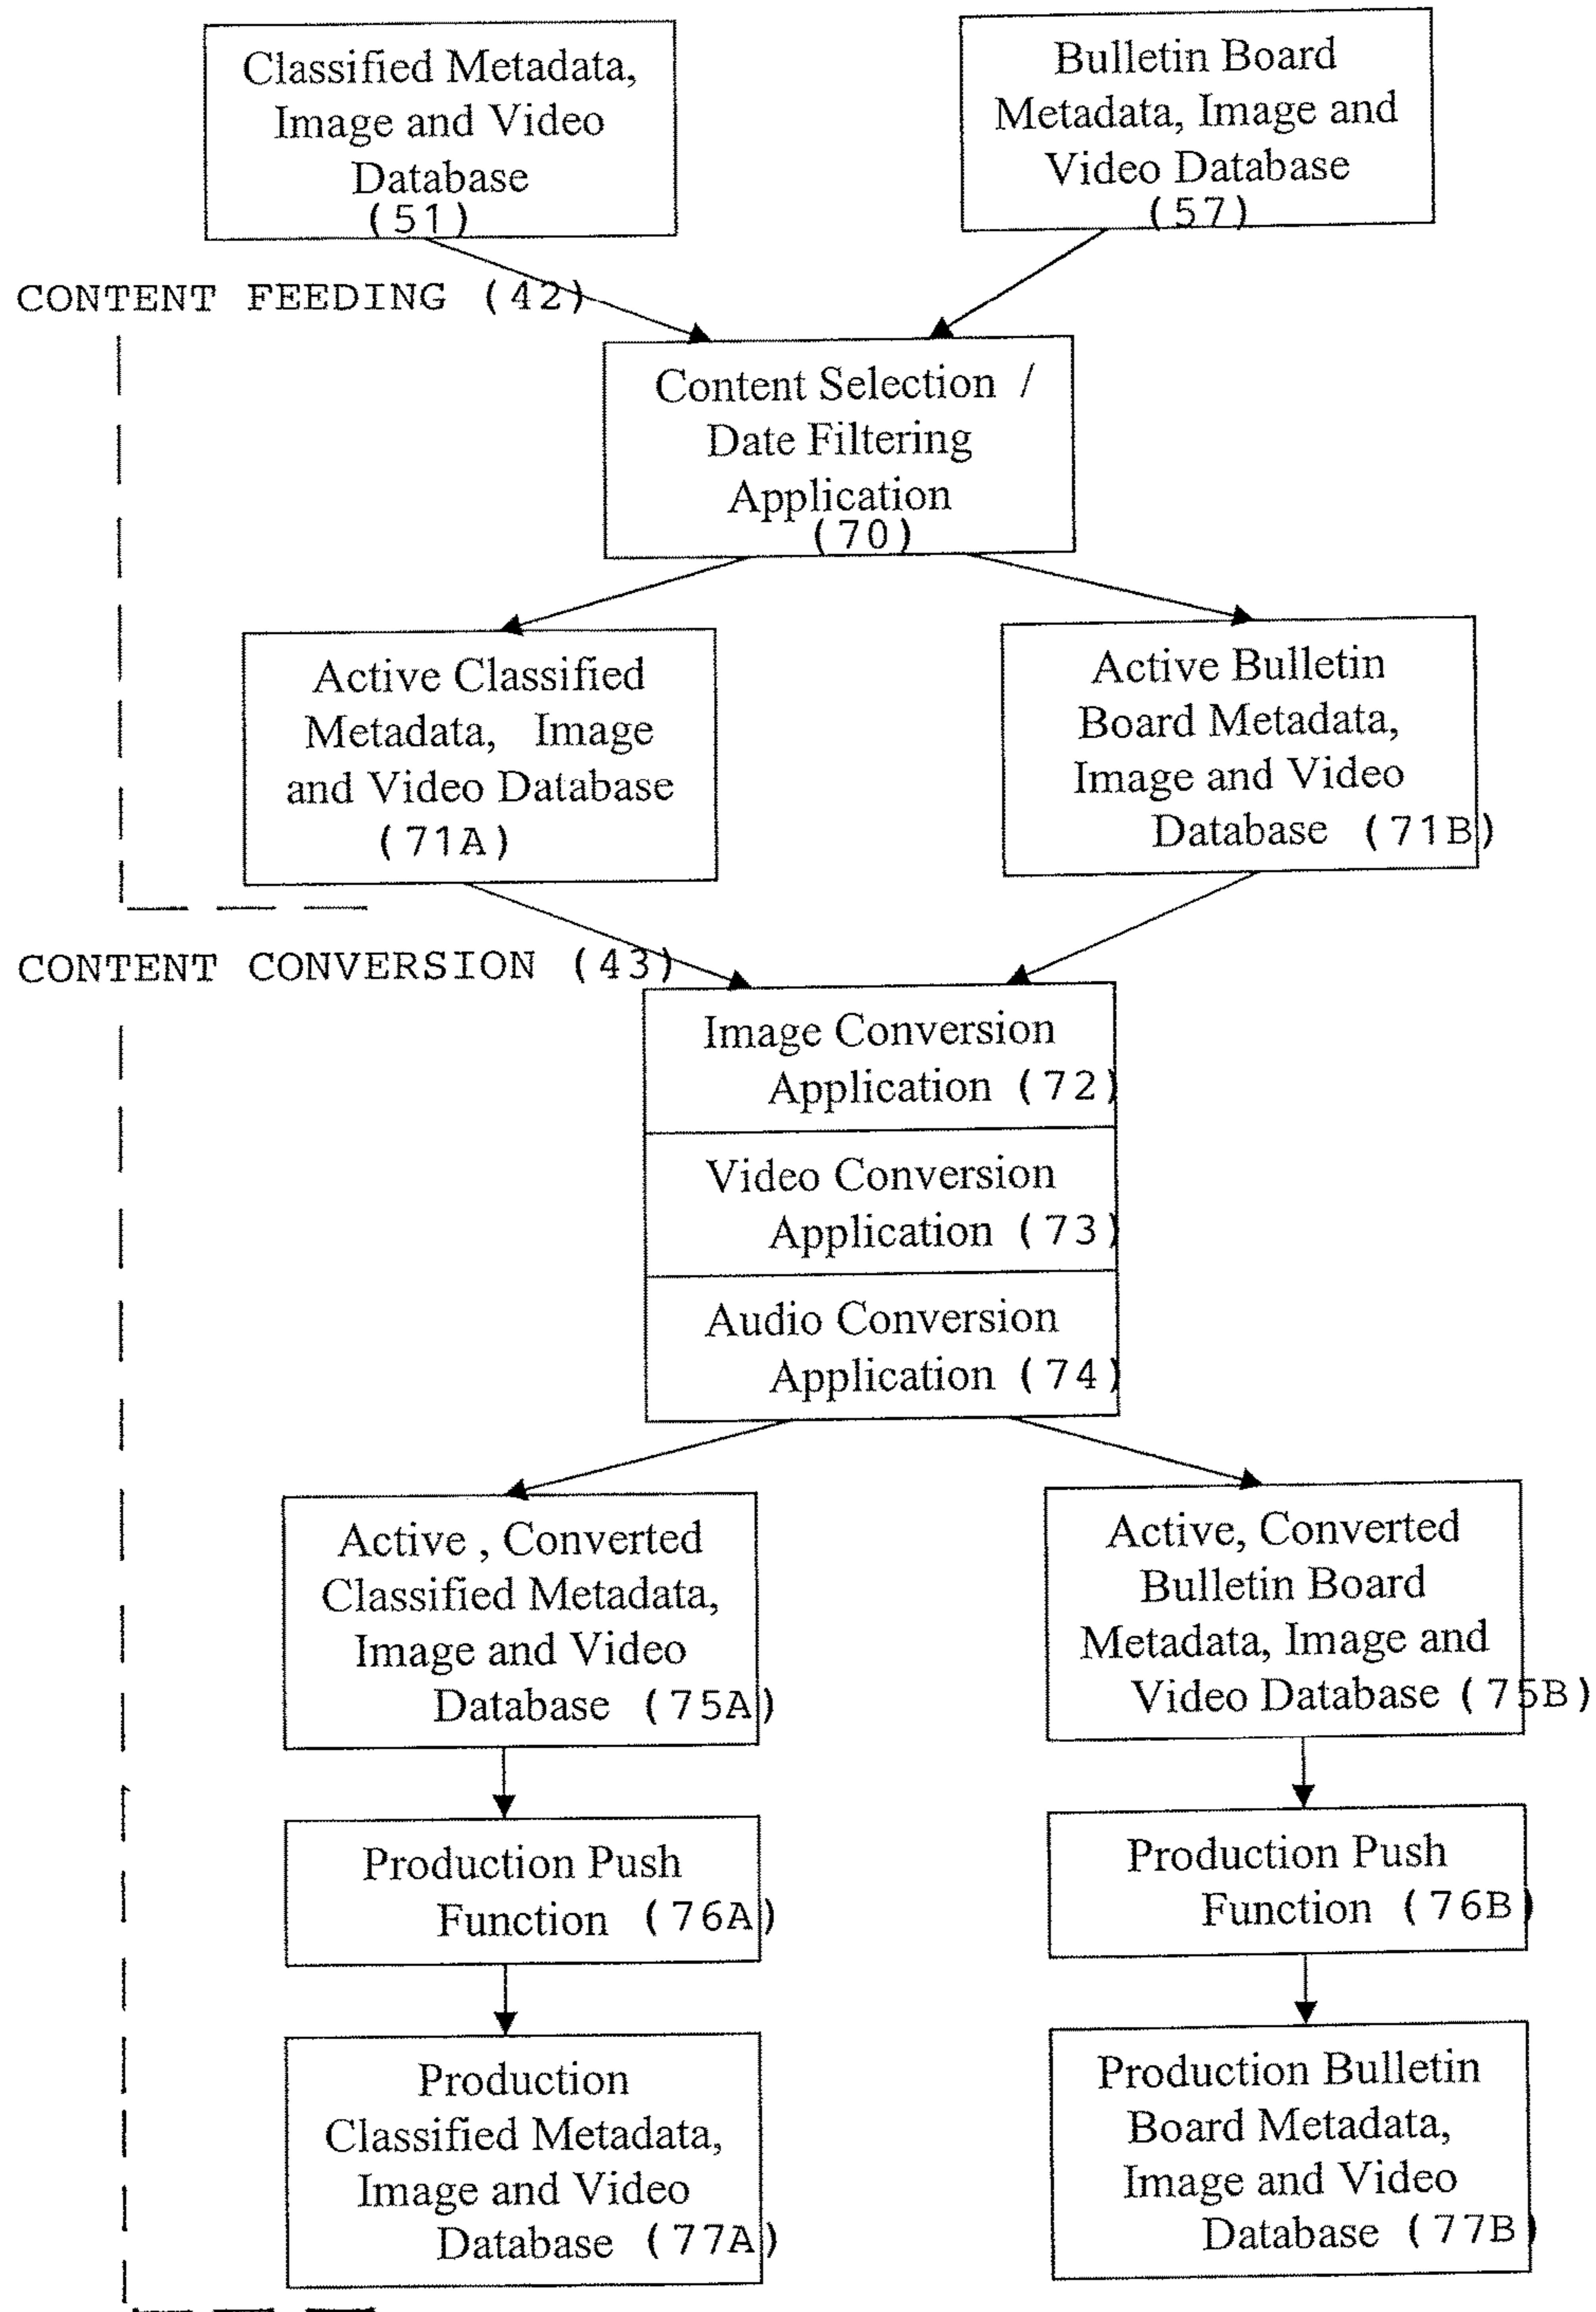 Classified Metadata,
Image and Video
Database
(51)
Bulletin Board
Metadata, Image and
Video Database
(57)
CONTENT FEEDING (42)
Content Selection /
Date Filtering
Application
(70)
Active Classified
Metadata, Image
and Video Database
(71A)
Active Bulletin
Board Metadata,
Image and Video
Database (71B)
CONTENT CONVERSION (43)
Image Conversion
Application (72)
Video Conversion
Application (73)
Audio Conversion
Application (74)
Active , Converted
Classified Metadata,
Image and Video
Database (75A)
Active, Converted
Bulletin Board
Metadata, Image and
Video Database (75B)
Production Push
Function (76A)
Production Push
Function (76B)
Production
Classified Metadata,
Image and Video
Database (77A)
Production Bulletin
Board Metadata,
Image and Video
Database (77B)